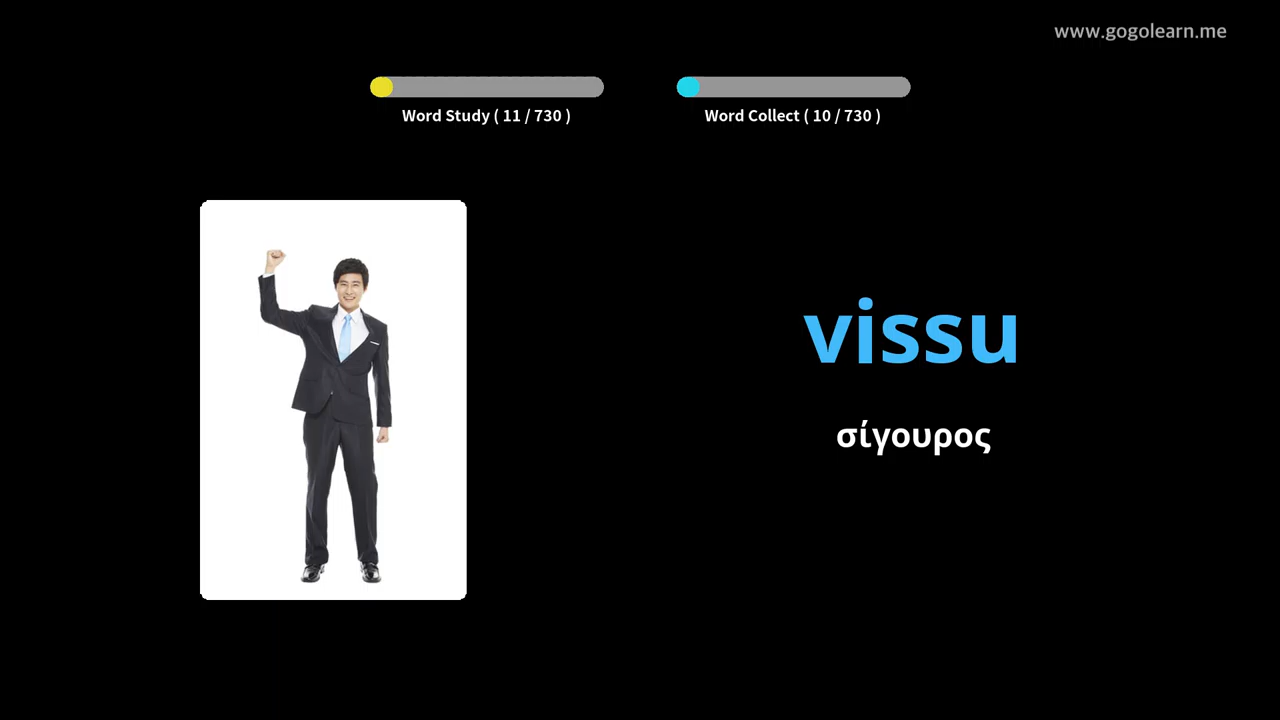 www.gogolearn.me
Word Study ( 11 / 730 )
Word Collect ( 10 / 730 )
vissu
σίγουρος